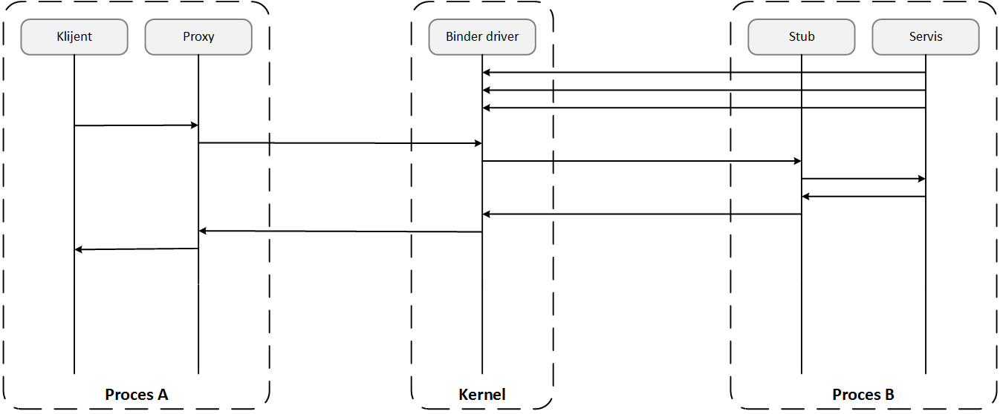 Klijent
Proxy
Binder driver
Stub
Servis
Proces A
Kernel
Proces B